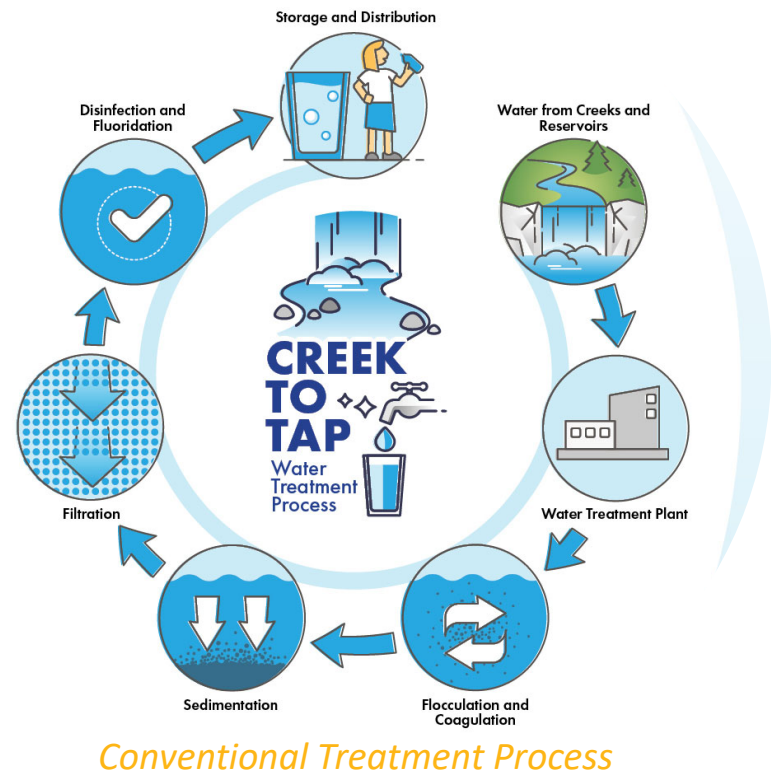 Storage and Distribution
Disinfection and
Fluoridation
Water from Creeks and
Reservoirs
CREEK
TO
TAP
Water
Treatment
Process
Filtration
Water Treatment Plant
Sedimentation
Flocculation and
Coagulation
Conventional Treatment Process